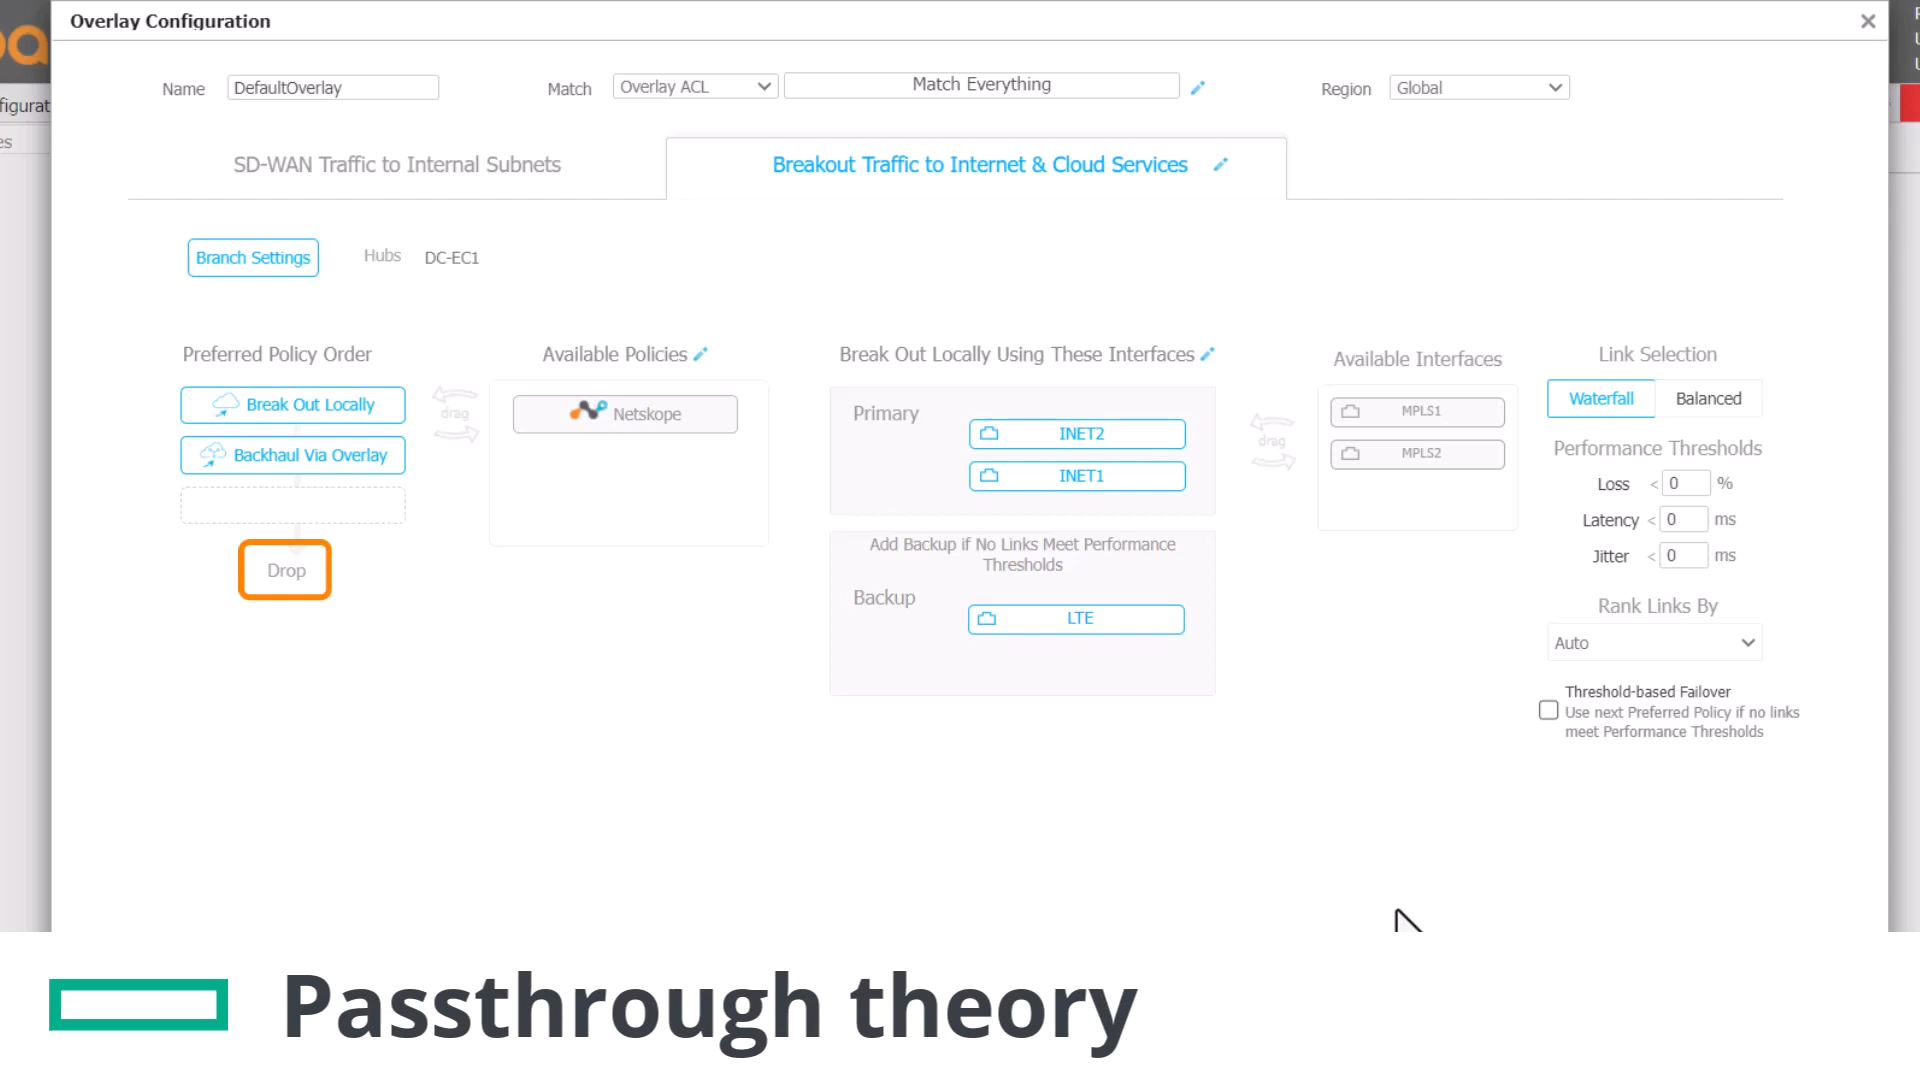 Overlay Configuration
Name
DefaultOverlay
Match
Overlay ACL
Match Everything
Region
Global
figurat
es
SD-WAN Traffic to Internal Subnets
Breakout Traffic to Internet & Cloud Services
Branch Settings
Hubs
DC-EC1
Preferred Policy Order
Break Out Locally
Backhaul Via Overlay
Drop
drag
Available Policies
Netskope
Break Out Locally Using These Interfaces
Primary
INET2
INET1
Add Backup if No Links Meet Performance
Thresholds
Backup
LTE
drag
Available Interfaces
MPLS1
MPLS2
Link Selection
Waterfall
Balanced
Performance Thresholds
Loss < 0 %
Latency < 0 ms
Jitter < 0 ms
Rank Links By
Auto
Threshold-based Failover
Use next Preferred Policy if no links
meet Performance Thresholds
Passthrough theory